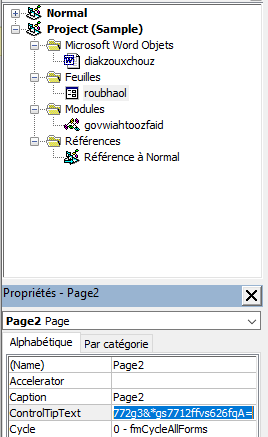 Normal
Project (Sample)
Microsoft Word Objets
diakzouxchouz
Feuilles
roubhaol
Modules
govwiahtoozfaid
Références
Référence à Normal
Propriétés - Page2
Page2 Page
Alphabétique Par catégorie
(Name) Page2
Accelerator
Caption Page2
ControlTipText 772g3&*gs7712ffvs626fqA=
Cycle 0 - fmCycleAllForms